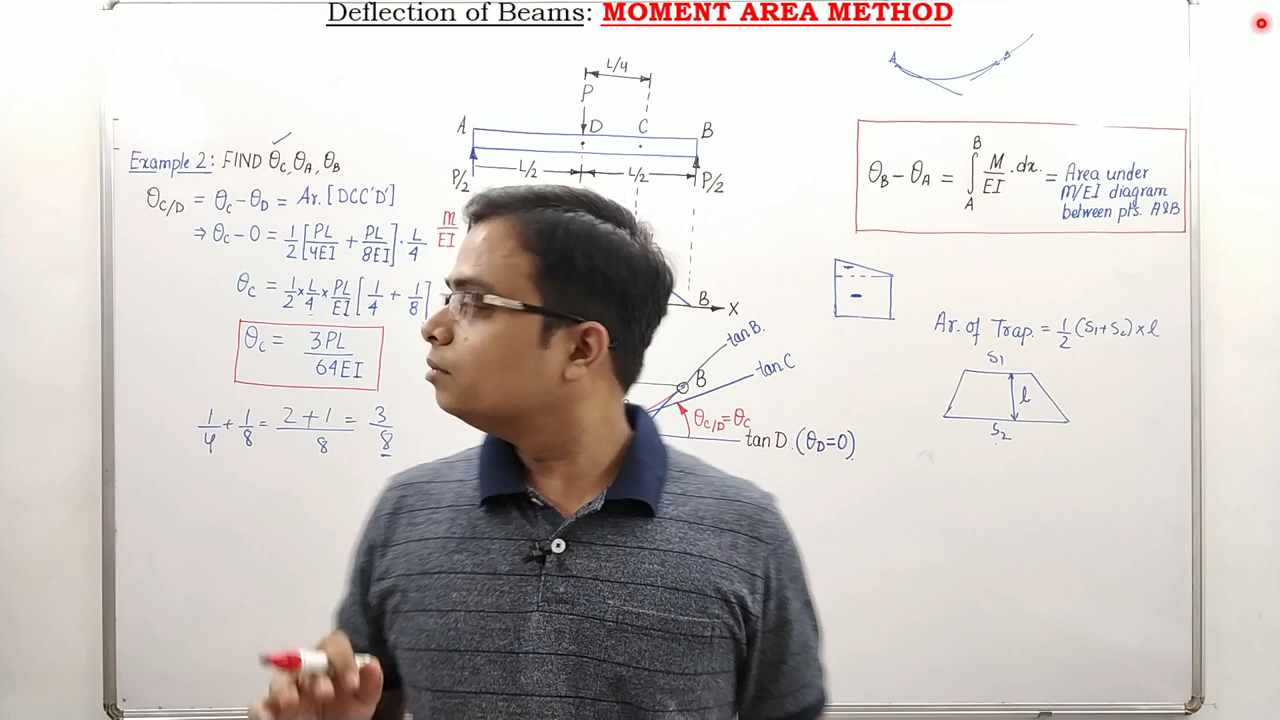 Deflection of Beams: MOMENT AREA METHOD
Example 2: FIND θC, θA, θB
θC/D = θC - θD = Ar. [DCC'D']
⇒ θC - 0 = 1/2 [PL/4EI + PL/8EI] · L/4
θC = 1/2 × L/4 × PL/EI [1/4 + 1/8]
θC = 3PL/64EI
1/4 + 1/8 = 2+1/8 = 3/8
L/4
P
A
D
C
B
L/2
L/2
P/2
P/2
M/EI
B
X
tan B.
B
tan C
θC/D = θC
tan D. (θD=0)
A
B
θB - θA = ∫ A B M/EI .dx. = Area under
M/EI diagram
between pts. A&B
Ar. of Trap. = 1/2 (S1+S2) × l
S1
l
S2